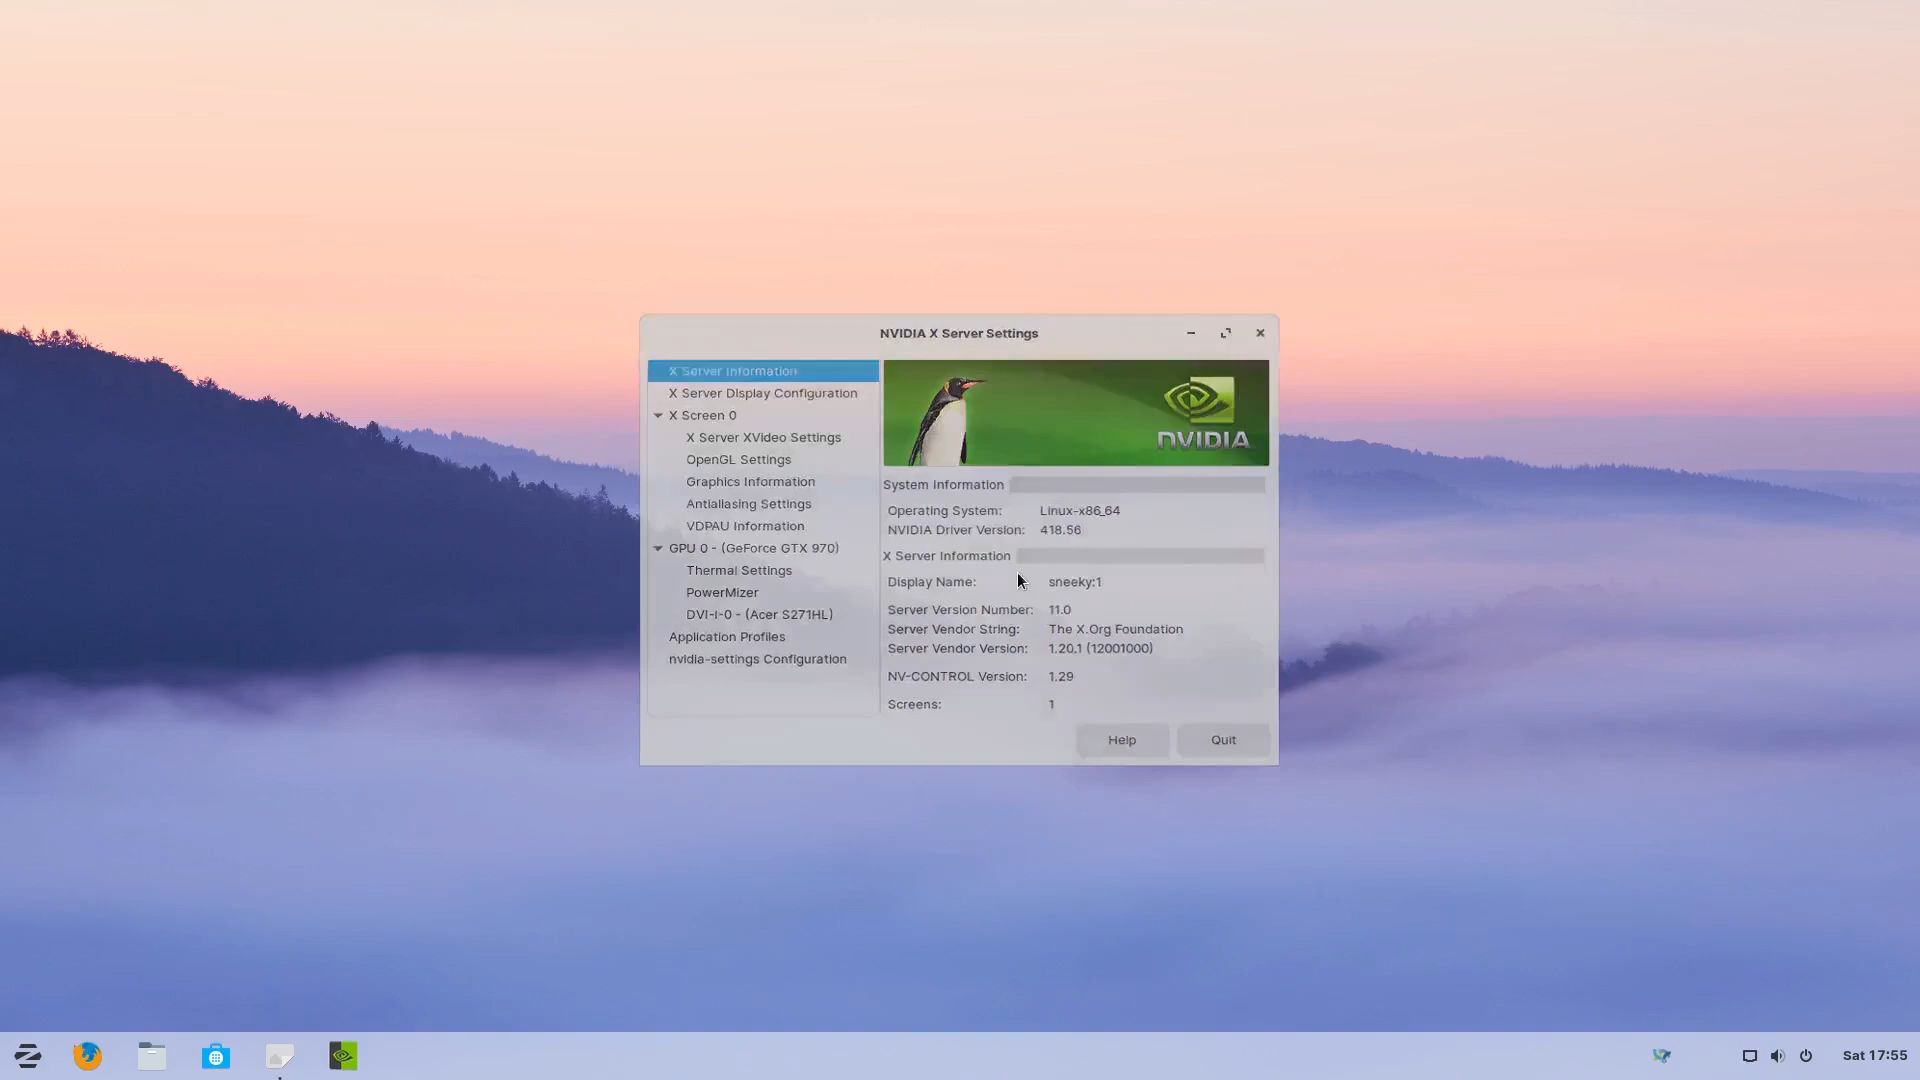 NVIDIA X Server Settings
X Server Information
X Server Display Configuration
X Screen 0
X Server XVideo Settings
OpenGL Settings
Graphics Information
Antialiasing Settings
VDPAU Information
GPU 0 - (GeForce GTX 970)
Thermal Settings
PowerMizer
DVI-I-0 - (Acer S271HL)
Application Profiles
nvidia-settings Configuration
NVIDIA
System Information
Operating System: Linux-x86_64
NVIDIA Driver Version: 418.56
X Server Information
Display Name: sneeky:1
Server Version Number: 11.0
Server Vendor String: The X.Org Foundation
Server Vendor Version: 1.20.1 (12001000)
NV-CONTROL Version: 1.29
Screens: 1
Help Quit
Sat 17:55